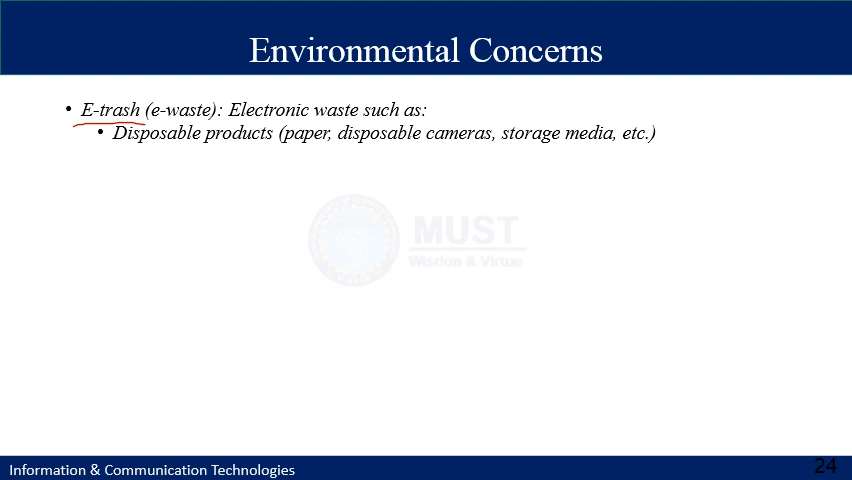 Environmental Concerns
• E-trash (e-waste): Electronic waste such as:
• Disposable products (paper, disposable cameras, storage media, etc.)
MUST
Wisdom & Virtue
Information & Communication Technologies
24